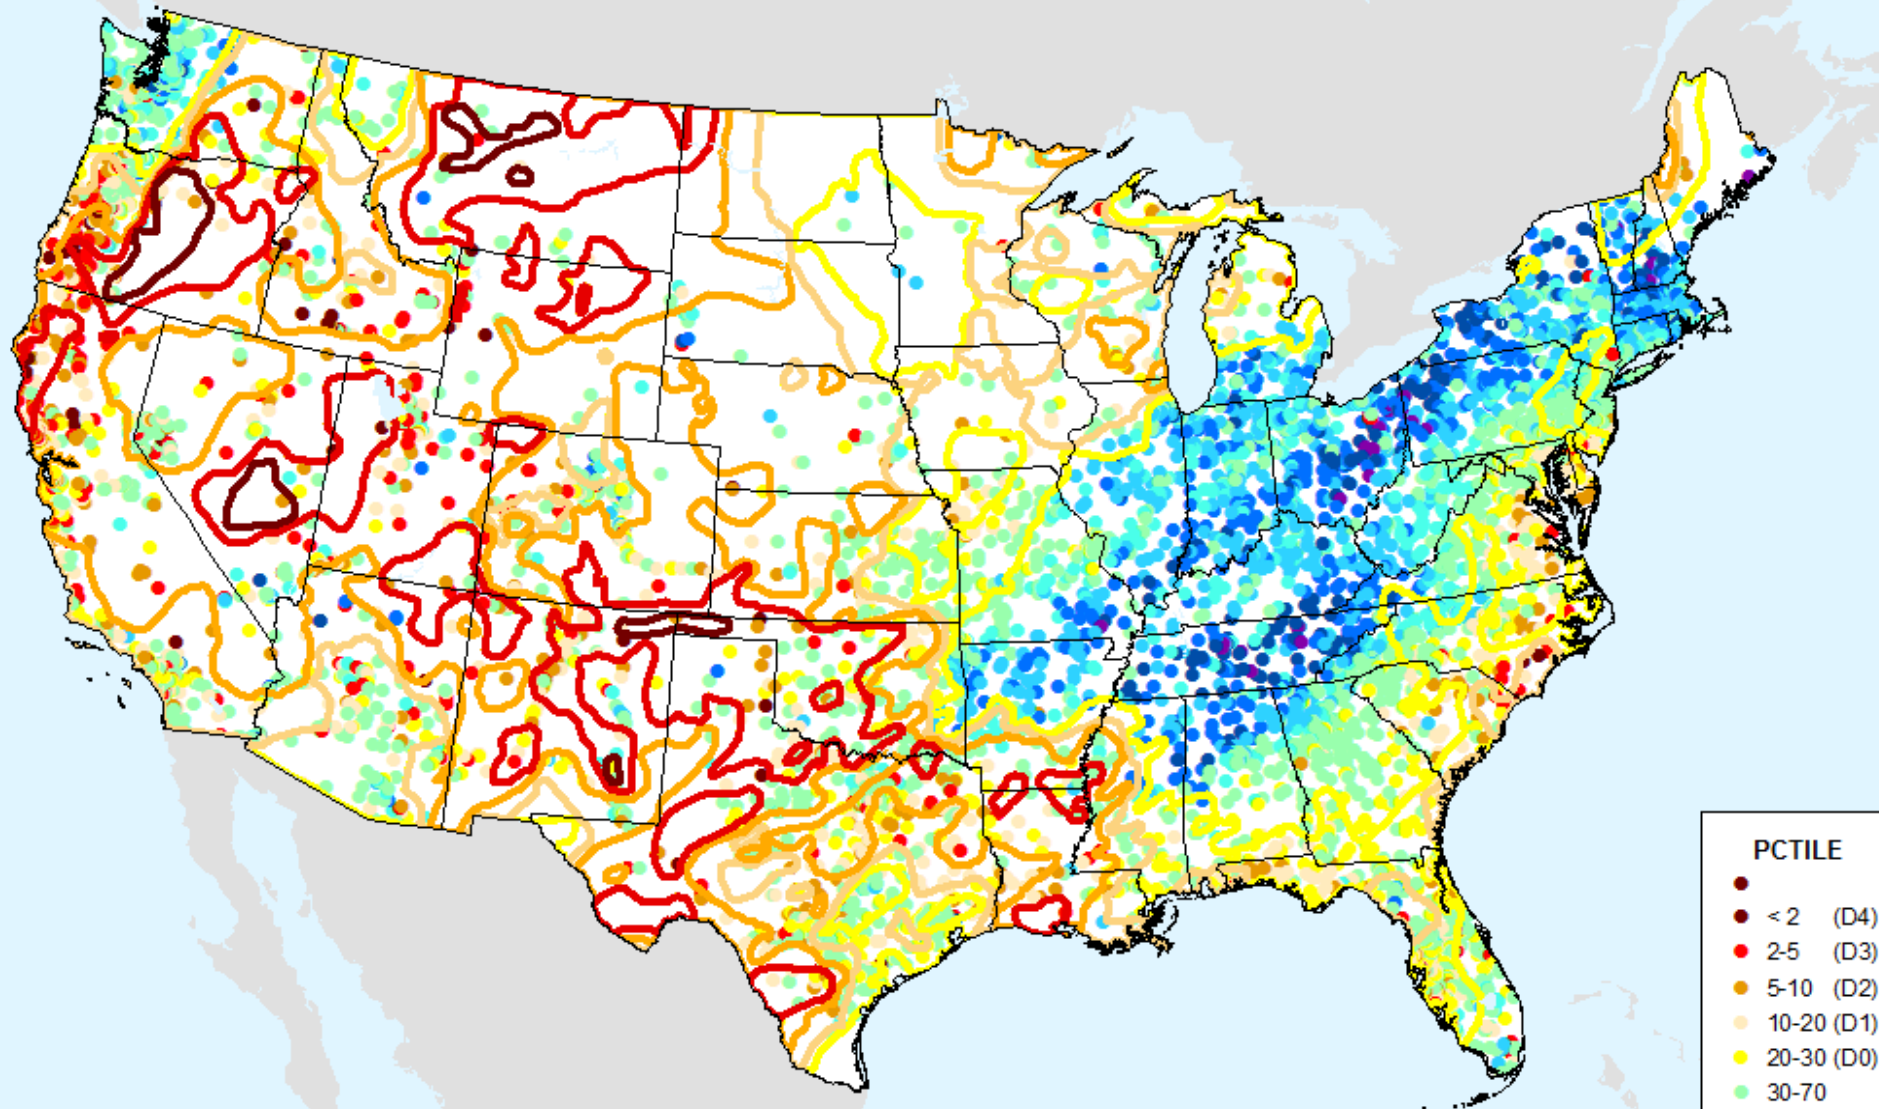 PCTILE
< 2 (D4)
2-5 (D3)
5-10 (D2)
10-20 (D1)
20-30 (D0)
30-70